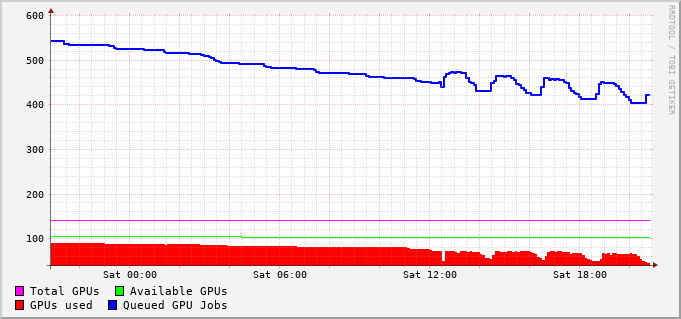 600
500
400
300
200
100
Sat 00:00 Sat 06:00 Sat 12:00 Sat 18:00
Total GPUs Available GPUs
GPUs used Queued GPU Jobs
RRDTOOL / TOBI OETIKER